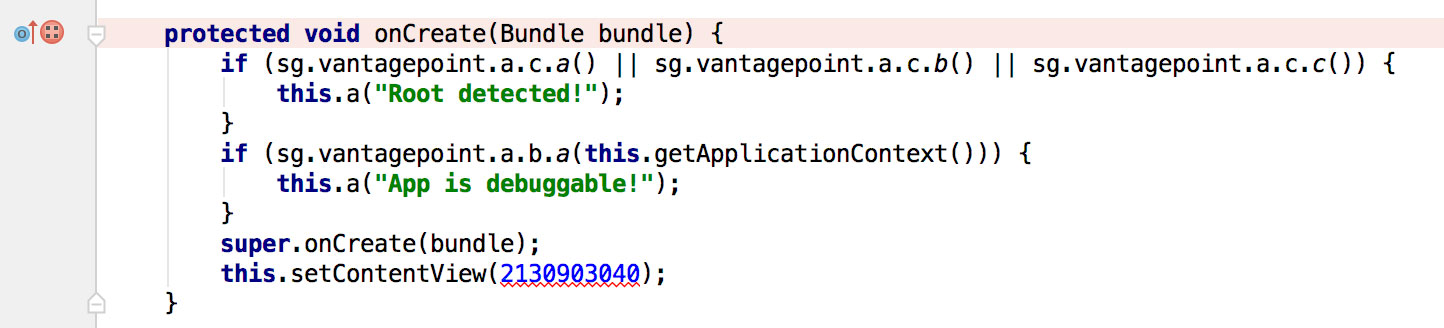 protected void onCreate(Bundle bundle) {
if (sg.vantagepoint.a.c.a() || sg.vantagepoint.a.c.b() || sg.vantagepoint.a.c.c()) {
this.a("Root detected!");
}
if (sg.vantagepoint.a.b.a(this.getApplicationContext())) {
this.a("App is debuggable!");
}
super.onCreate(bundle);
this.setContentView(2130903040);
}